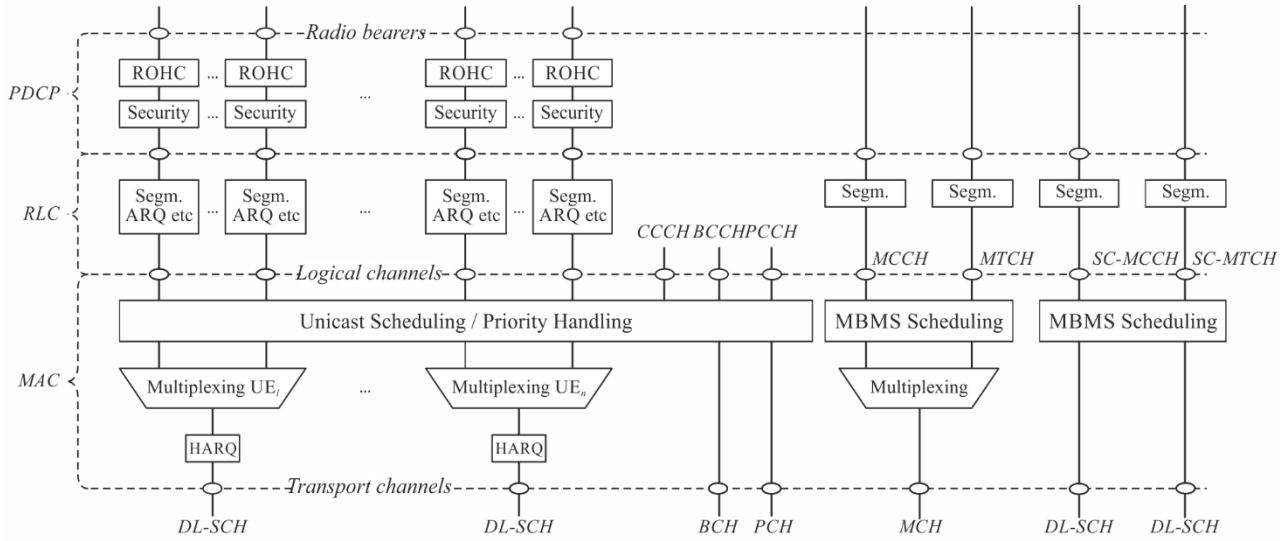 Radio bearers
ROHC ... ROHC ROHC ... ROHC
PDCP ...
Security ... Security Security ... Security
Segm. ARQ etc ... Segm. ARQ etc ... Segm. ARQ etc ... Segm. ARQ etc Segm. Segm. Segm. Segm.
RLC
CCCH BCCH PCCH
Logical channels MCCH MTCH SC-MCCH SC-MTCH
Unicast Scheduling / Priority Handling MBMS Scheduling MBMS Scheduling
MAC Multiplexing UE₁ ... Multiplexing UEₙ Multiplexing
HARQ HARQ
Transport channels
DL-SCH DL-SCH BCH PCH MCH DL-SCH DL-SCH